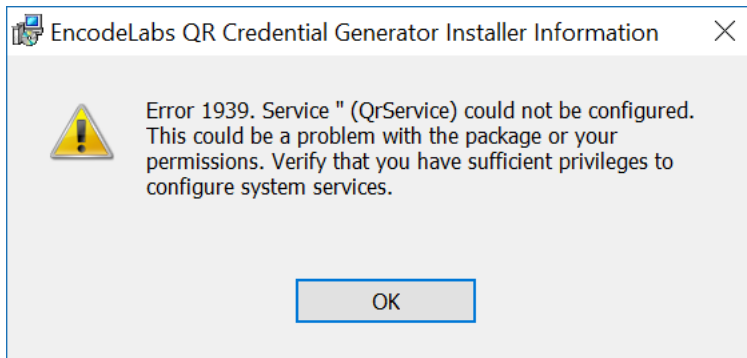 EncodeLabs QR Credential Generator Installer Information
Error 1939. Service '' (QrService) could not be configured.
This could be a problem with the package or your
permissions. Verify that you have sufficient privileges to
configure system services.
OK